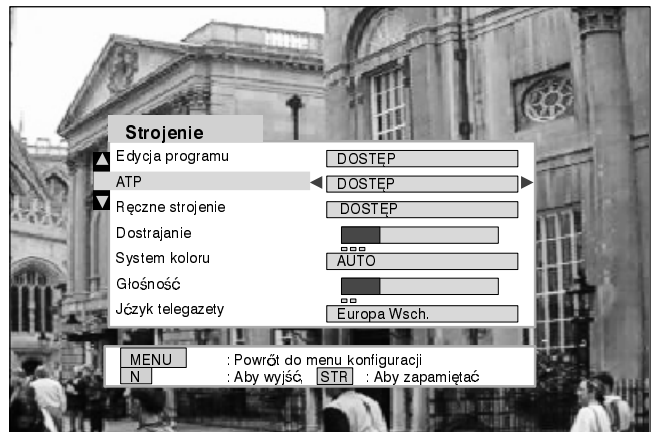 Strojenie
Edycja programu DOSTĘP
ATP DOSTĘP
Ręczne strojenie DOSTĘP
Dostrajanie
System koloru AUTO
Głośność
Józyk telegazety Europa Wsch.
MENU : Powrót do menu konfiguracji
N : Aby wyjść, STR : Aby zapamiętać